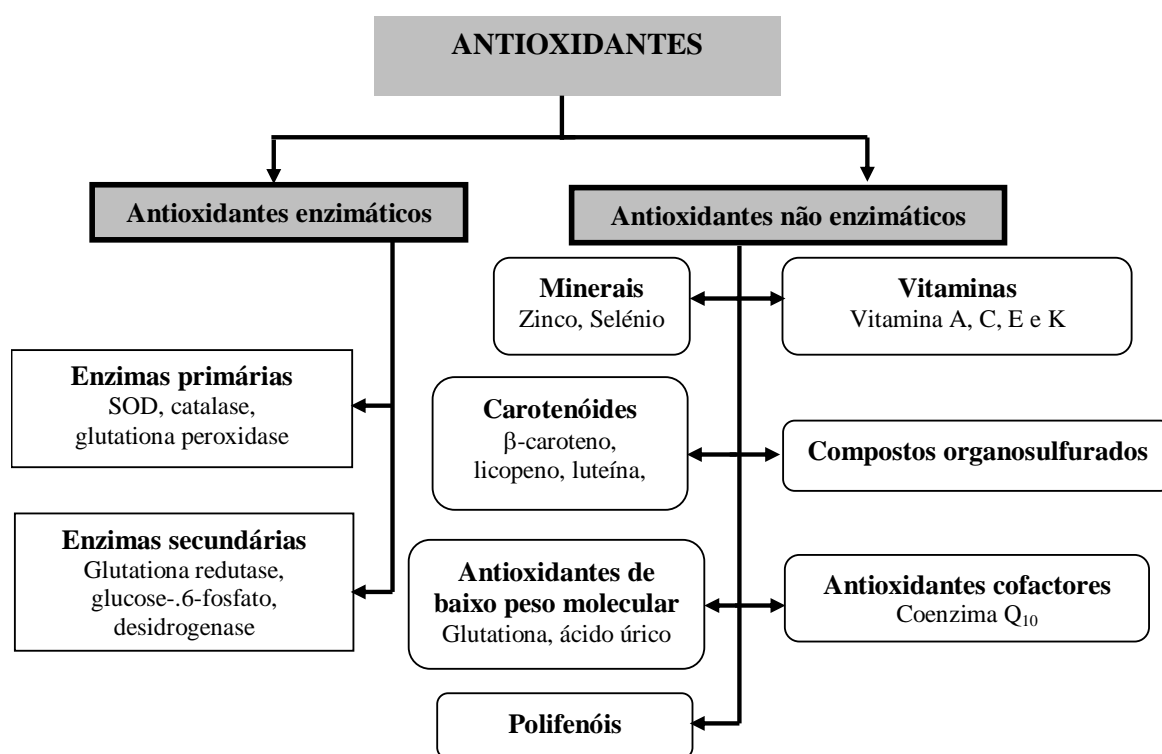 ANTIOXIDANTES
Antioxidantes enzimáticos
Antioxidantes não enzimáticos
Minerais
Zinco, Selénio
Vitaminas
Vitamina A, C, E e K
Enzimas primárias
SOD, catalase,
glutationa peroxidase
Carotenóides
β-caroteno,
licopeno, luteína,
Compostos organosulfurados
Enzimas secundárias
Glutationa redutase,
glucose-.6-fosfato,
desidrogenase
Antioxidantes de
baixo peso molecular
Glutationa, ácido úrico
Antioxidantes cofactores
Coenzima Q₁₀
Polifenóis